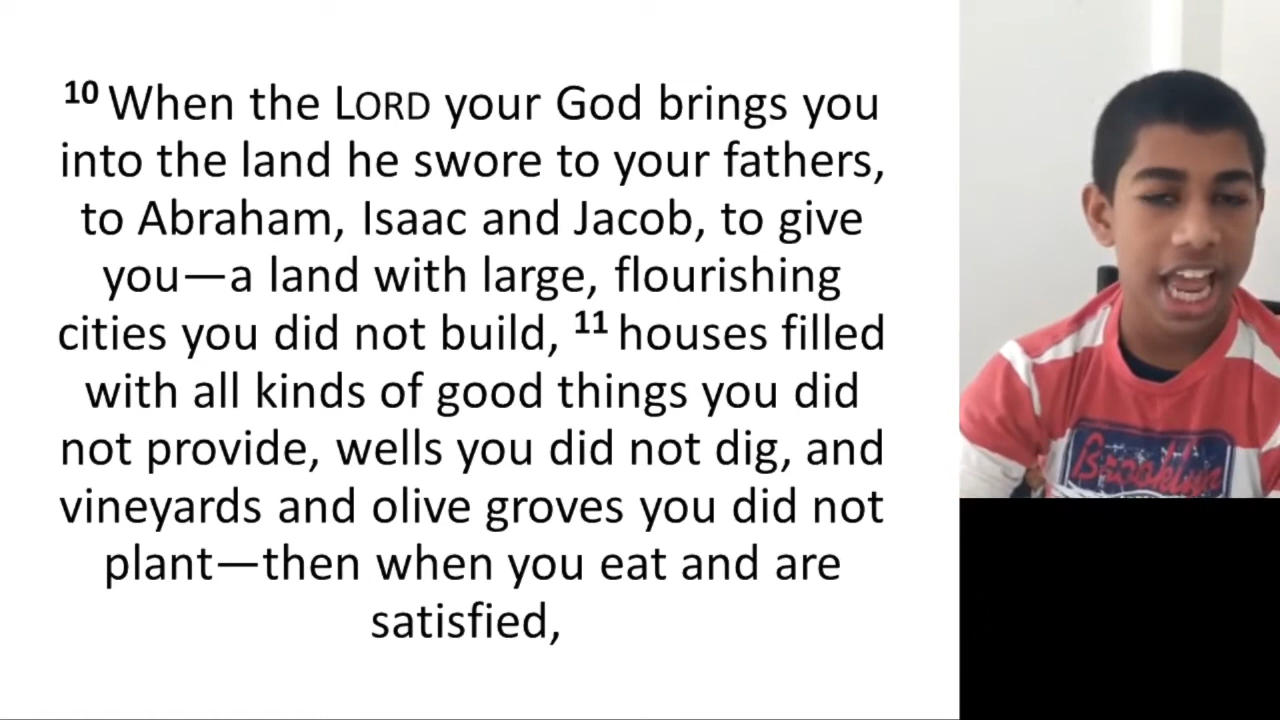 10 When the LORD your God brings you
into the land he swore to your fathers,
to Abraham, Isaac and Jacob, to give
you—a land with large, flourishing
cities you did not build, 11 houses filled
with all kinds of good things you did
not provide, wells you did not dig, and
vineyards and olive groves you did not
plant—then when you eat and are
satisfied,
Brooklyn